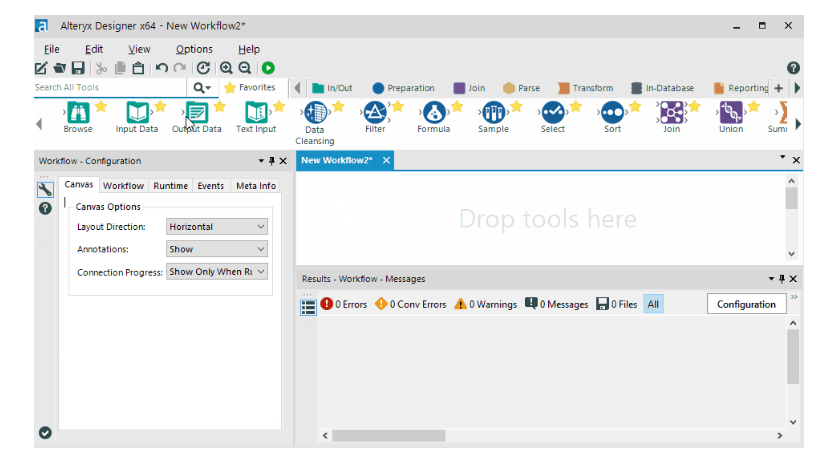 a Alteryx Designer x64 - New Workflow2*
File Edit View Options Help
Search All Tools Favorites In/Out Preparation Join Parse Transform In-Database Reporting
Browse Input Data Output Data Text Input Data Cleansing Filter Formula Sample Select Sort Join Union
Workflow - Configuration New Workflow2*
Canvas Workflow Runtime Events Meta Info
Canvas Options
Layout Direction: Horizontal
Annotations: Show
Connection Progress: Show Only When Ru
Drop tools here
Results - Workflow - Messages
0 Errors 0 Conv Errors 0 Warnings 0 Messages 0 Files All Configuration